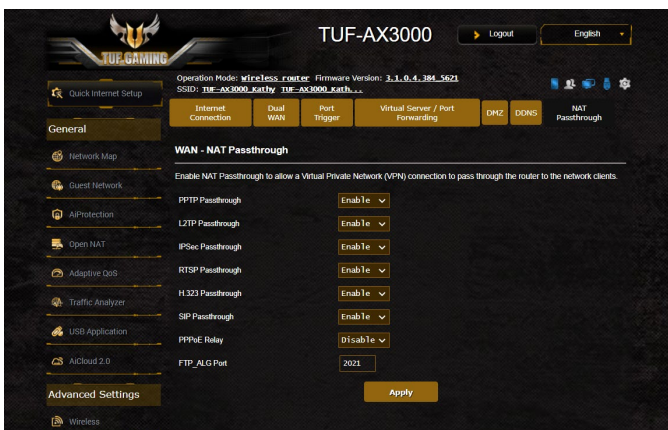 TUF GAMING
TUF-AX3000
Logout
English
Quick Internet Setup
Operation Mode: Wireless router Firmware Version: 3.1.0.4.384_5621
SSID: TUF-AX3000_Kathy TUF-AX3000_Kath...
Internet Connection
Dual WAN
Port Trigger
Virtual Server / Port Forwarding
DMZ
DDNS
NAT Passthrough
General
Network Map
Guest Network
AiProtection
Open NAT
Adaptive QoS
Traffic Analyzer
USB Application
AiCloud 2.0
Advanced Settings
Wireless
WAN - NAT Passthrough
Enable NAT Passthrough to allow a Virtual Private Network (VPN) connection to pass through the router to the network clients.
PPTP Passthrough Enable
L2TP Passthrough Enable
IPSec Passthrough Enable
RTSP Passthrough Enable
H.323 Passthrough Enable
SIP Passthrough Enable
PPPoE Relay Disable
FTP_ALG Port 2021
Apply